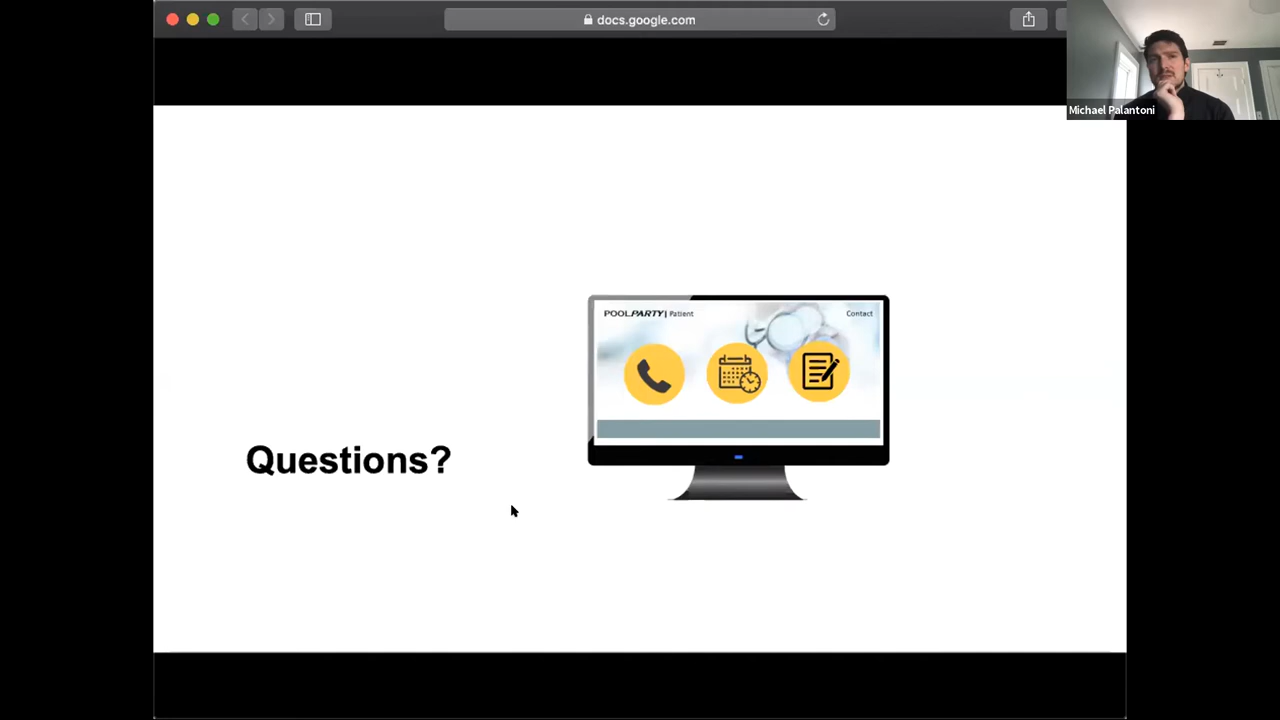 docs.google.com
Michael Palantoni
POOLPARTY | Patient
Contact
Questions?